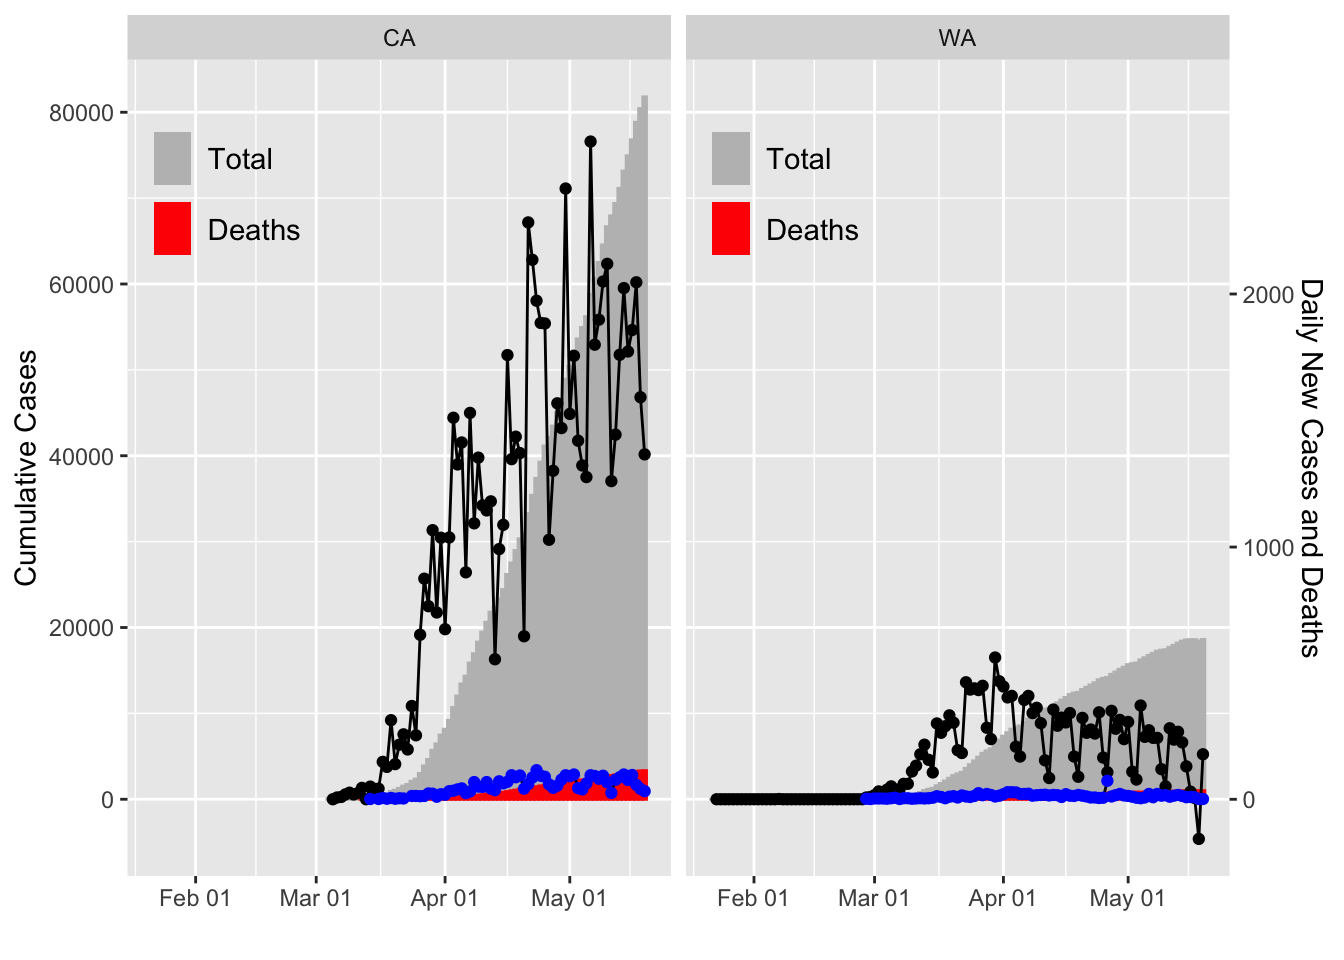 CA
WA
Cumulative Cases
80000
60000
40000
20000
0
Total
Deaths
Total
Deaths
2000
1000
0
Daily New Cases and Deaths
Feb 01
Mar 01
Apr 01
May 01
Feb 01
Mar 01
Apr 01
May 01